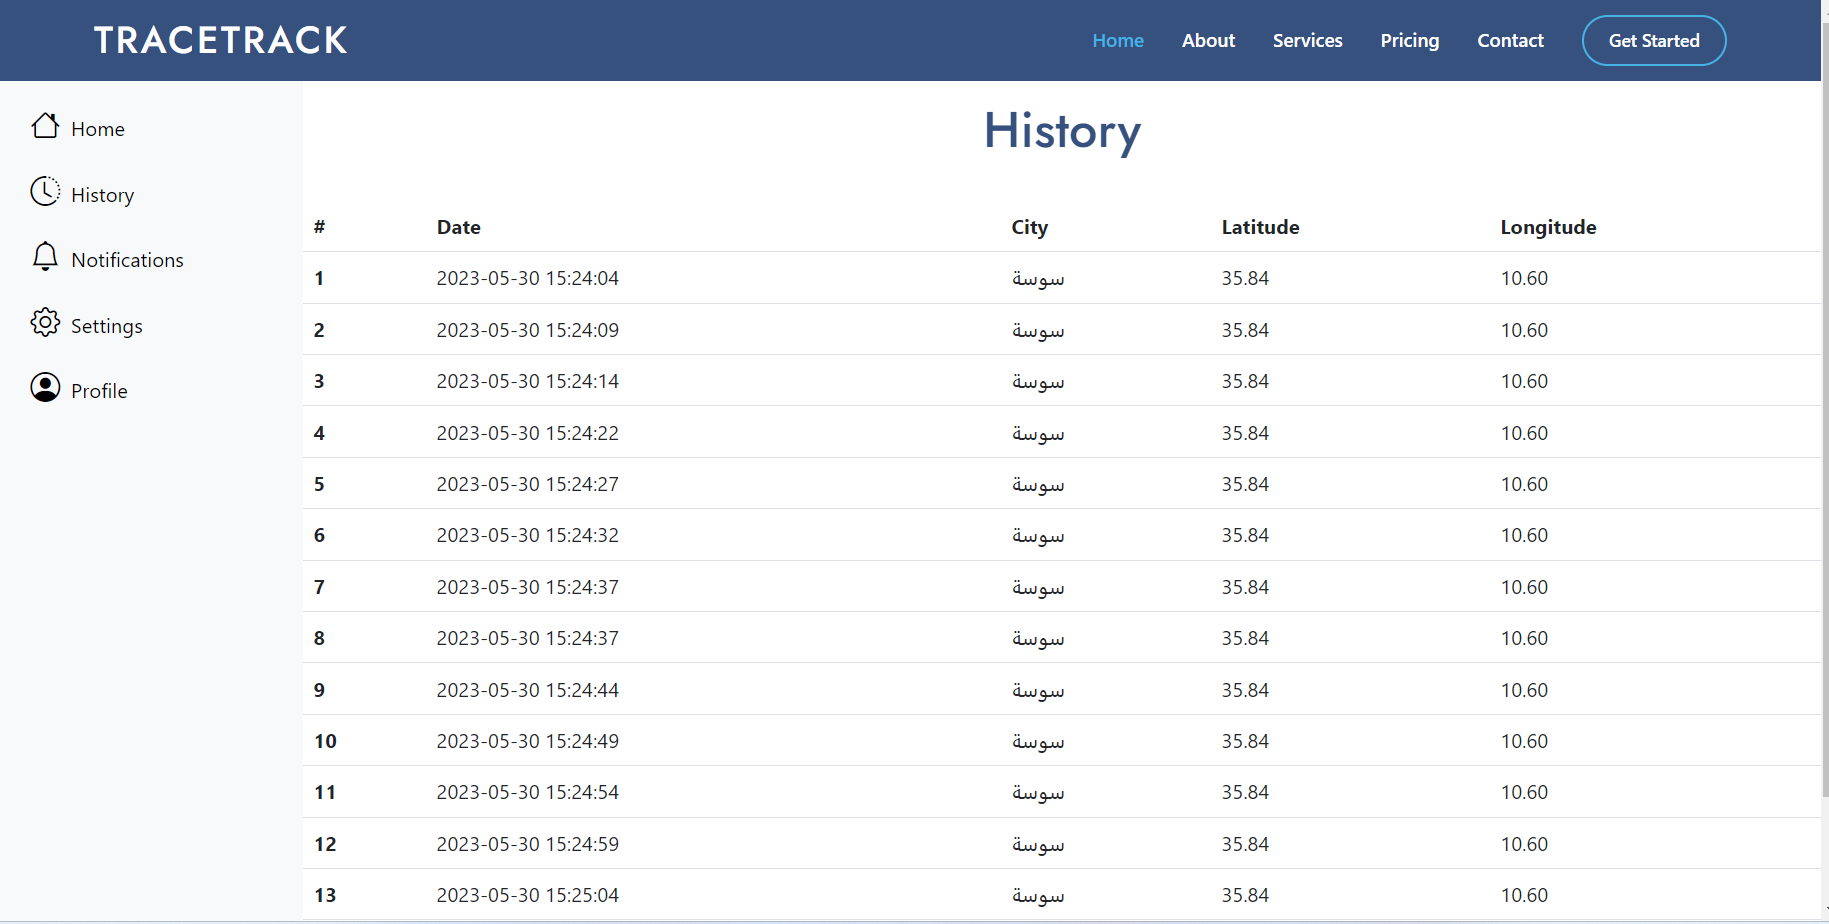 TRACETRACK
Home About Services Pricing Contact Get Started
Home
History
Notifications
Settings
Profile
History
# Date City Latitude Longitude
1 2023-05-30 15:24:04 سوسة 35.84 10.60
2 2023-05-30 15:24:09 سوسة 35.84 10.60
3 2023-05-30 15:24:14 سوسة 35.84 10.60
4 2023-05-30 15:24:22 سوسة 35.84 10.60
5 2023-05-30 15:24:27 سوسة 35.84 10.60
6 2023-05-30 15:24:32 سوسة 35.84 10.60
7 2023-05-30 15:24:37 سوسة 35.84 10.60
8 2023-05-30 15:24:37 سوسة 35.84 10.60
9 2023-05-30 15:24:44 سوسة 35.84 10.60
10 2023-05-30 15:24:49 سوسة 35.84 10.60
11 2023-05-30 15:24:54 سوسة 35.84 10.60
12 2023-05-30 15:24:59 سوسة 35.84 10.60
13 2023-05-30 15:25:04 سوسة 35.84 10.60